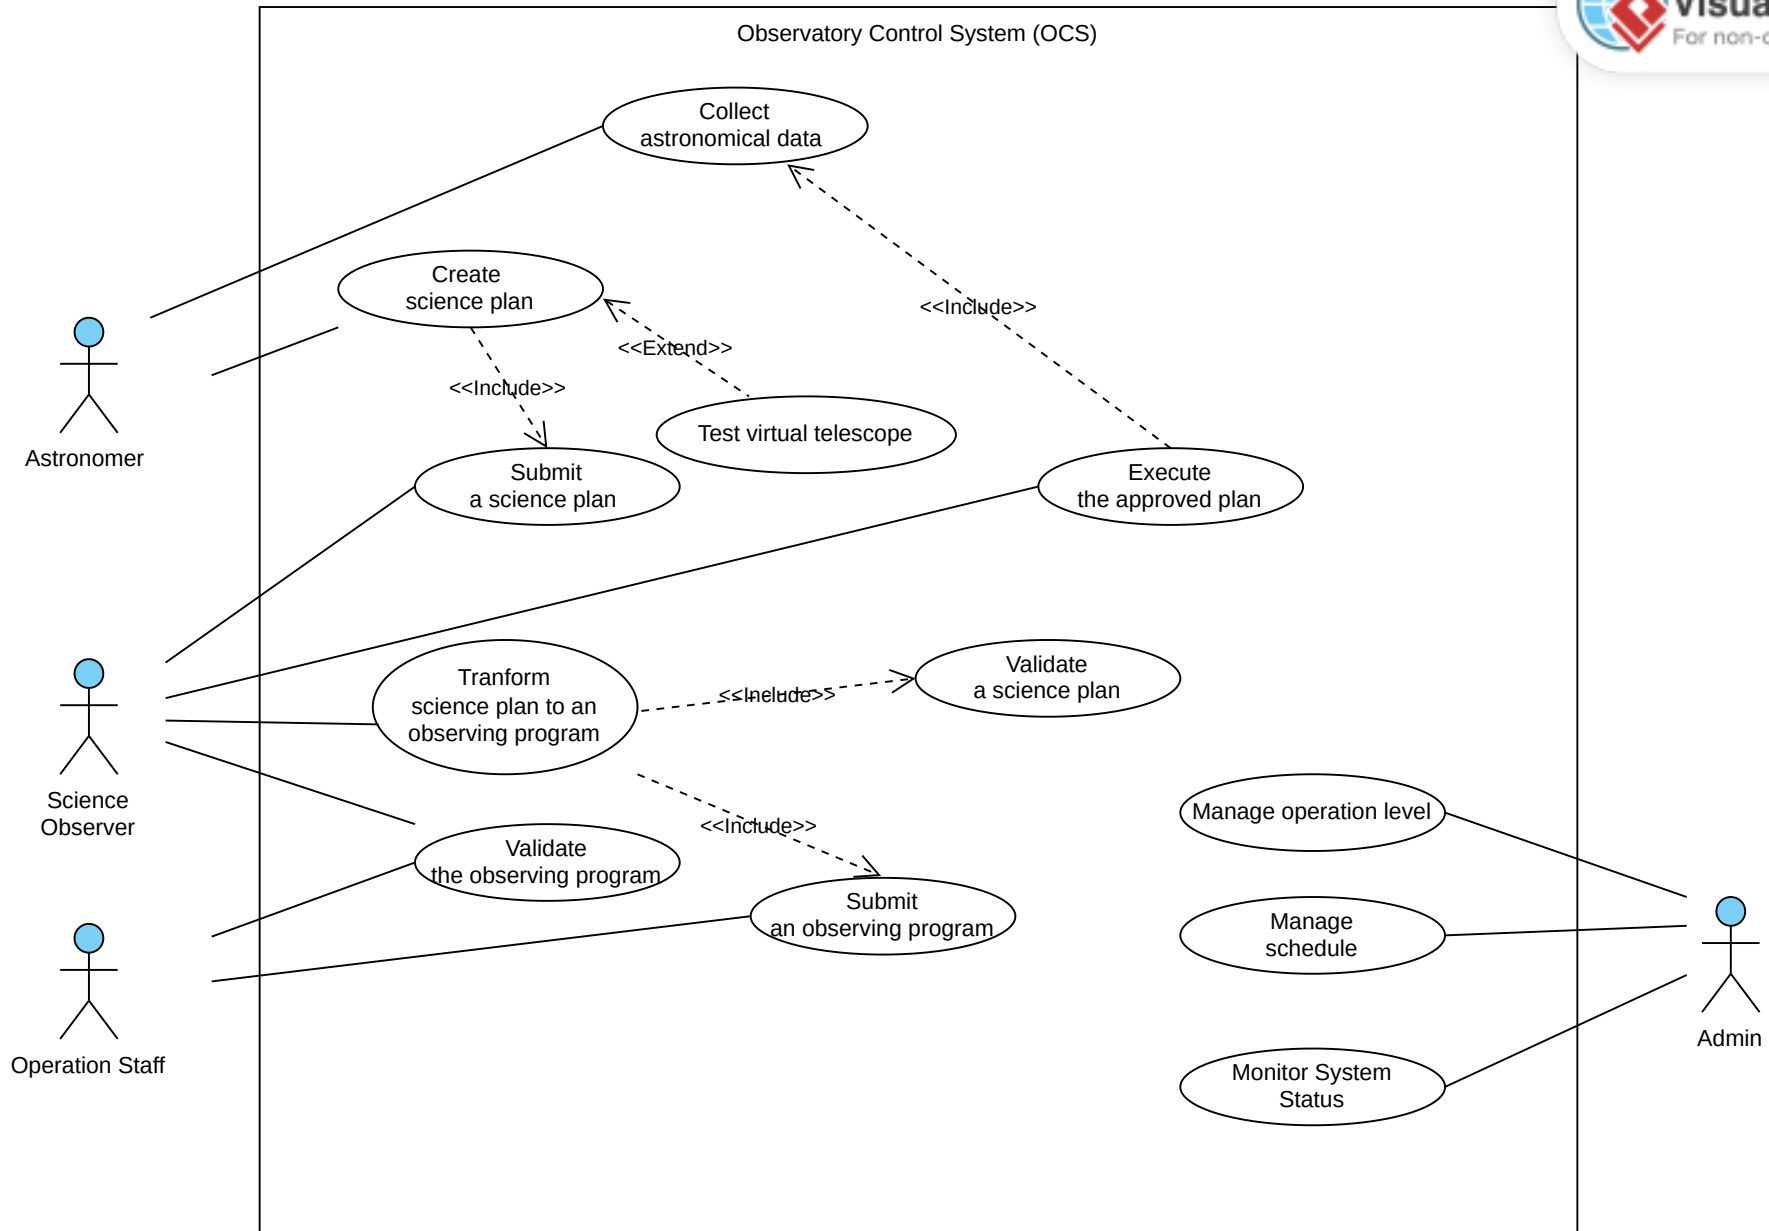 Observatory Control System (OCS)
Visua
For non-c
Collect
astronomical data
Create
science plan
<<Include>>
<<Extend>>
<<Include>>
Test virtual telescope
Astronomer
Submit
a science plan
Execute
the approved plan
Validate
a science plan
Tranform
science plan to an
observing program
<<Include>>
Science
Observer
<<Include>>
Manage operation level
Validate
the observing program
Submit
an observing program
Manage
schedule
Admin
Operation Staff
Monitor System
Status